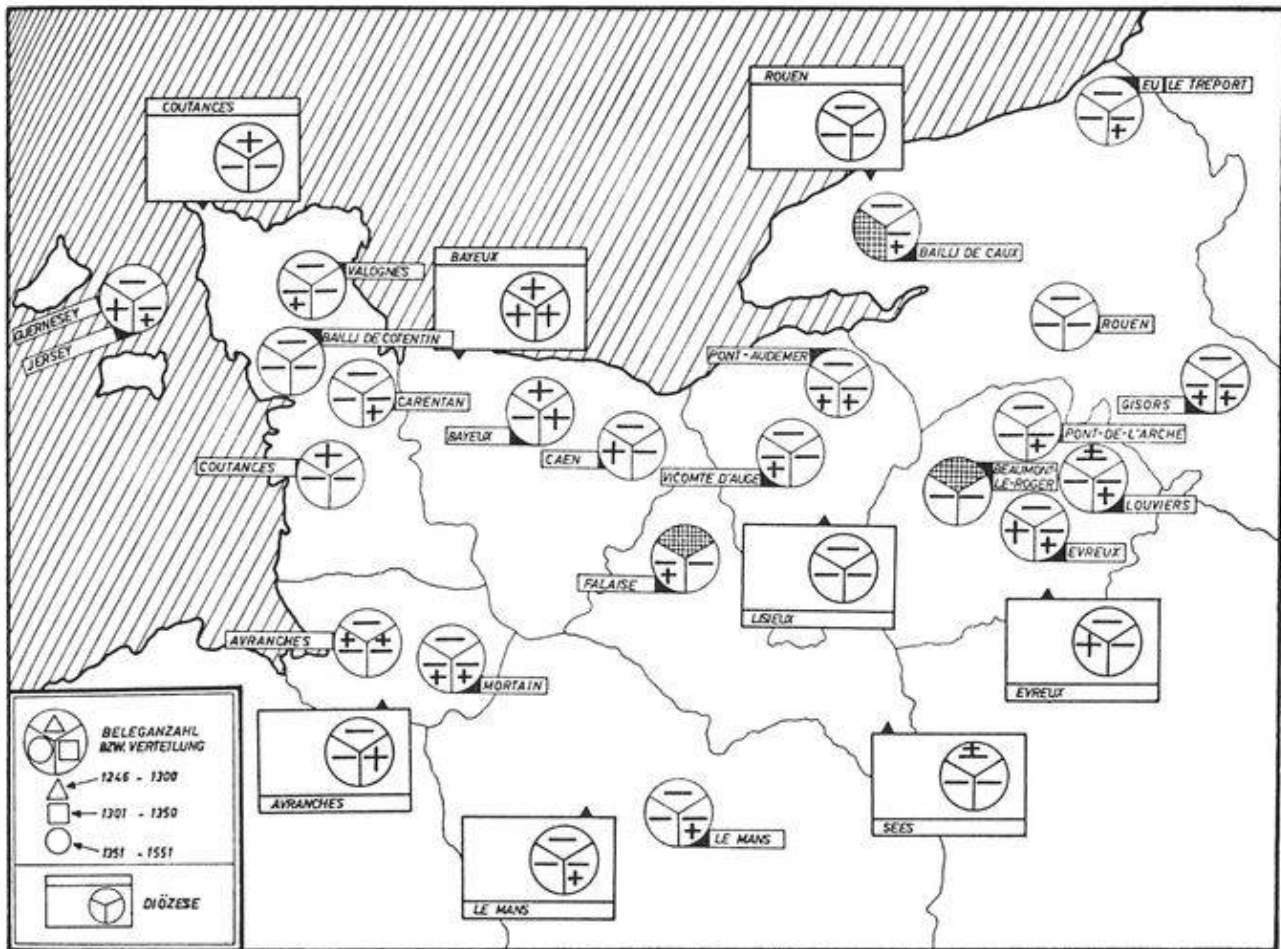 COUTANCES
ROUEN
EU LE TREPORT
BAILLJ DE CAUX
VALOGNES
BAYEUX
GUERNESEY
JERSEY
BAILLJ DE COTENTIN
ROUEN
PONT-AUDEMER
CARENTAN
GISORS
BAYEUX
PONT-DE-L'ARCHE
CAEN
COUTANCES
VICOMTE D'AUGE
BEAUMONT-
LE-ROGER
LOUVIERS
EVREUX
FALAISE
LISIEUX
AVRANCHES
MORTAIN
EVREUX
BELEGANZAHL
BZW. VERTEILUNG
1246 - 1300
1301 - 1350
1351 - 1551
DIÖZESE
AVRANCHES
SEES
LE MANS
LE MANS